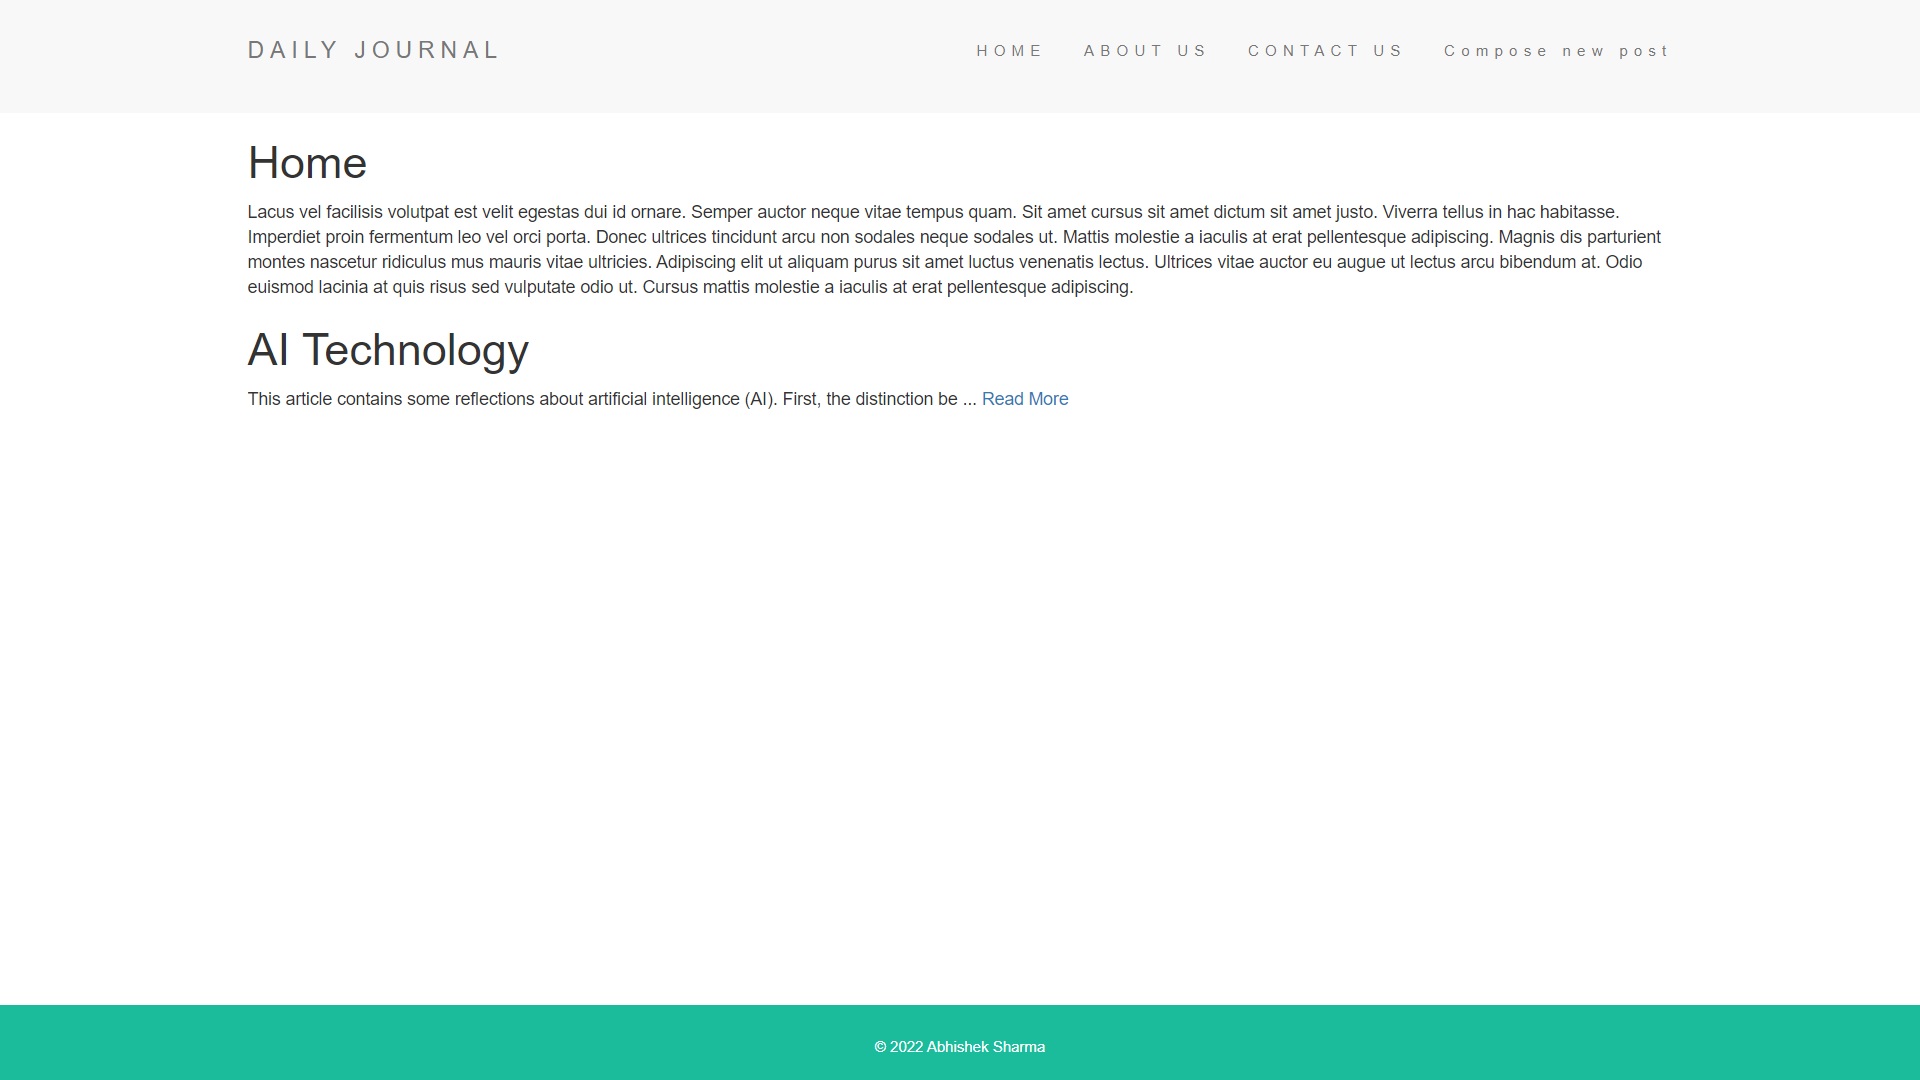 DAILY JOURNAL
HOME ABOUT US CONTACT US Compose new post
Home
Lacus vel facilisis volutpat est velit egestas dui id ornare. Semper auctor neque vitae tempus quam. Sit amet cursus sit amet dictum sit amet justo. Viverra tellus in hac habitasse.
Imperdiet proin fermentum leo vel orci porta. Donec ultrices tincidunt arcu non sodales neque sodales ut. Mattis molestie a iaculis at erat pellentesque adipiscing. Magnis dis parturient
montes nascetur ridiculus mus mauris vitae ultricies. Adipiscing elit ut aliquam purus sit amet luctus venenatis lectus. Ultrices vitae auctor eu augue ut lectus arcu bibendum at. Odio
euismod lacinia at quis risus sed vulputate odio ut. Cursus mattis molestie a iaculis at erat pellentesque adipiscing.
AI Technology
This article contains some reflections about artificial intelligence (AI). First, the distinction be ... Read More
© 2022 Abhishek Sharma